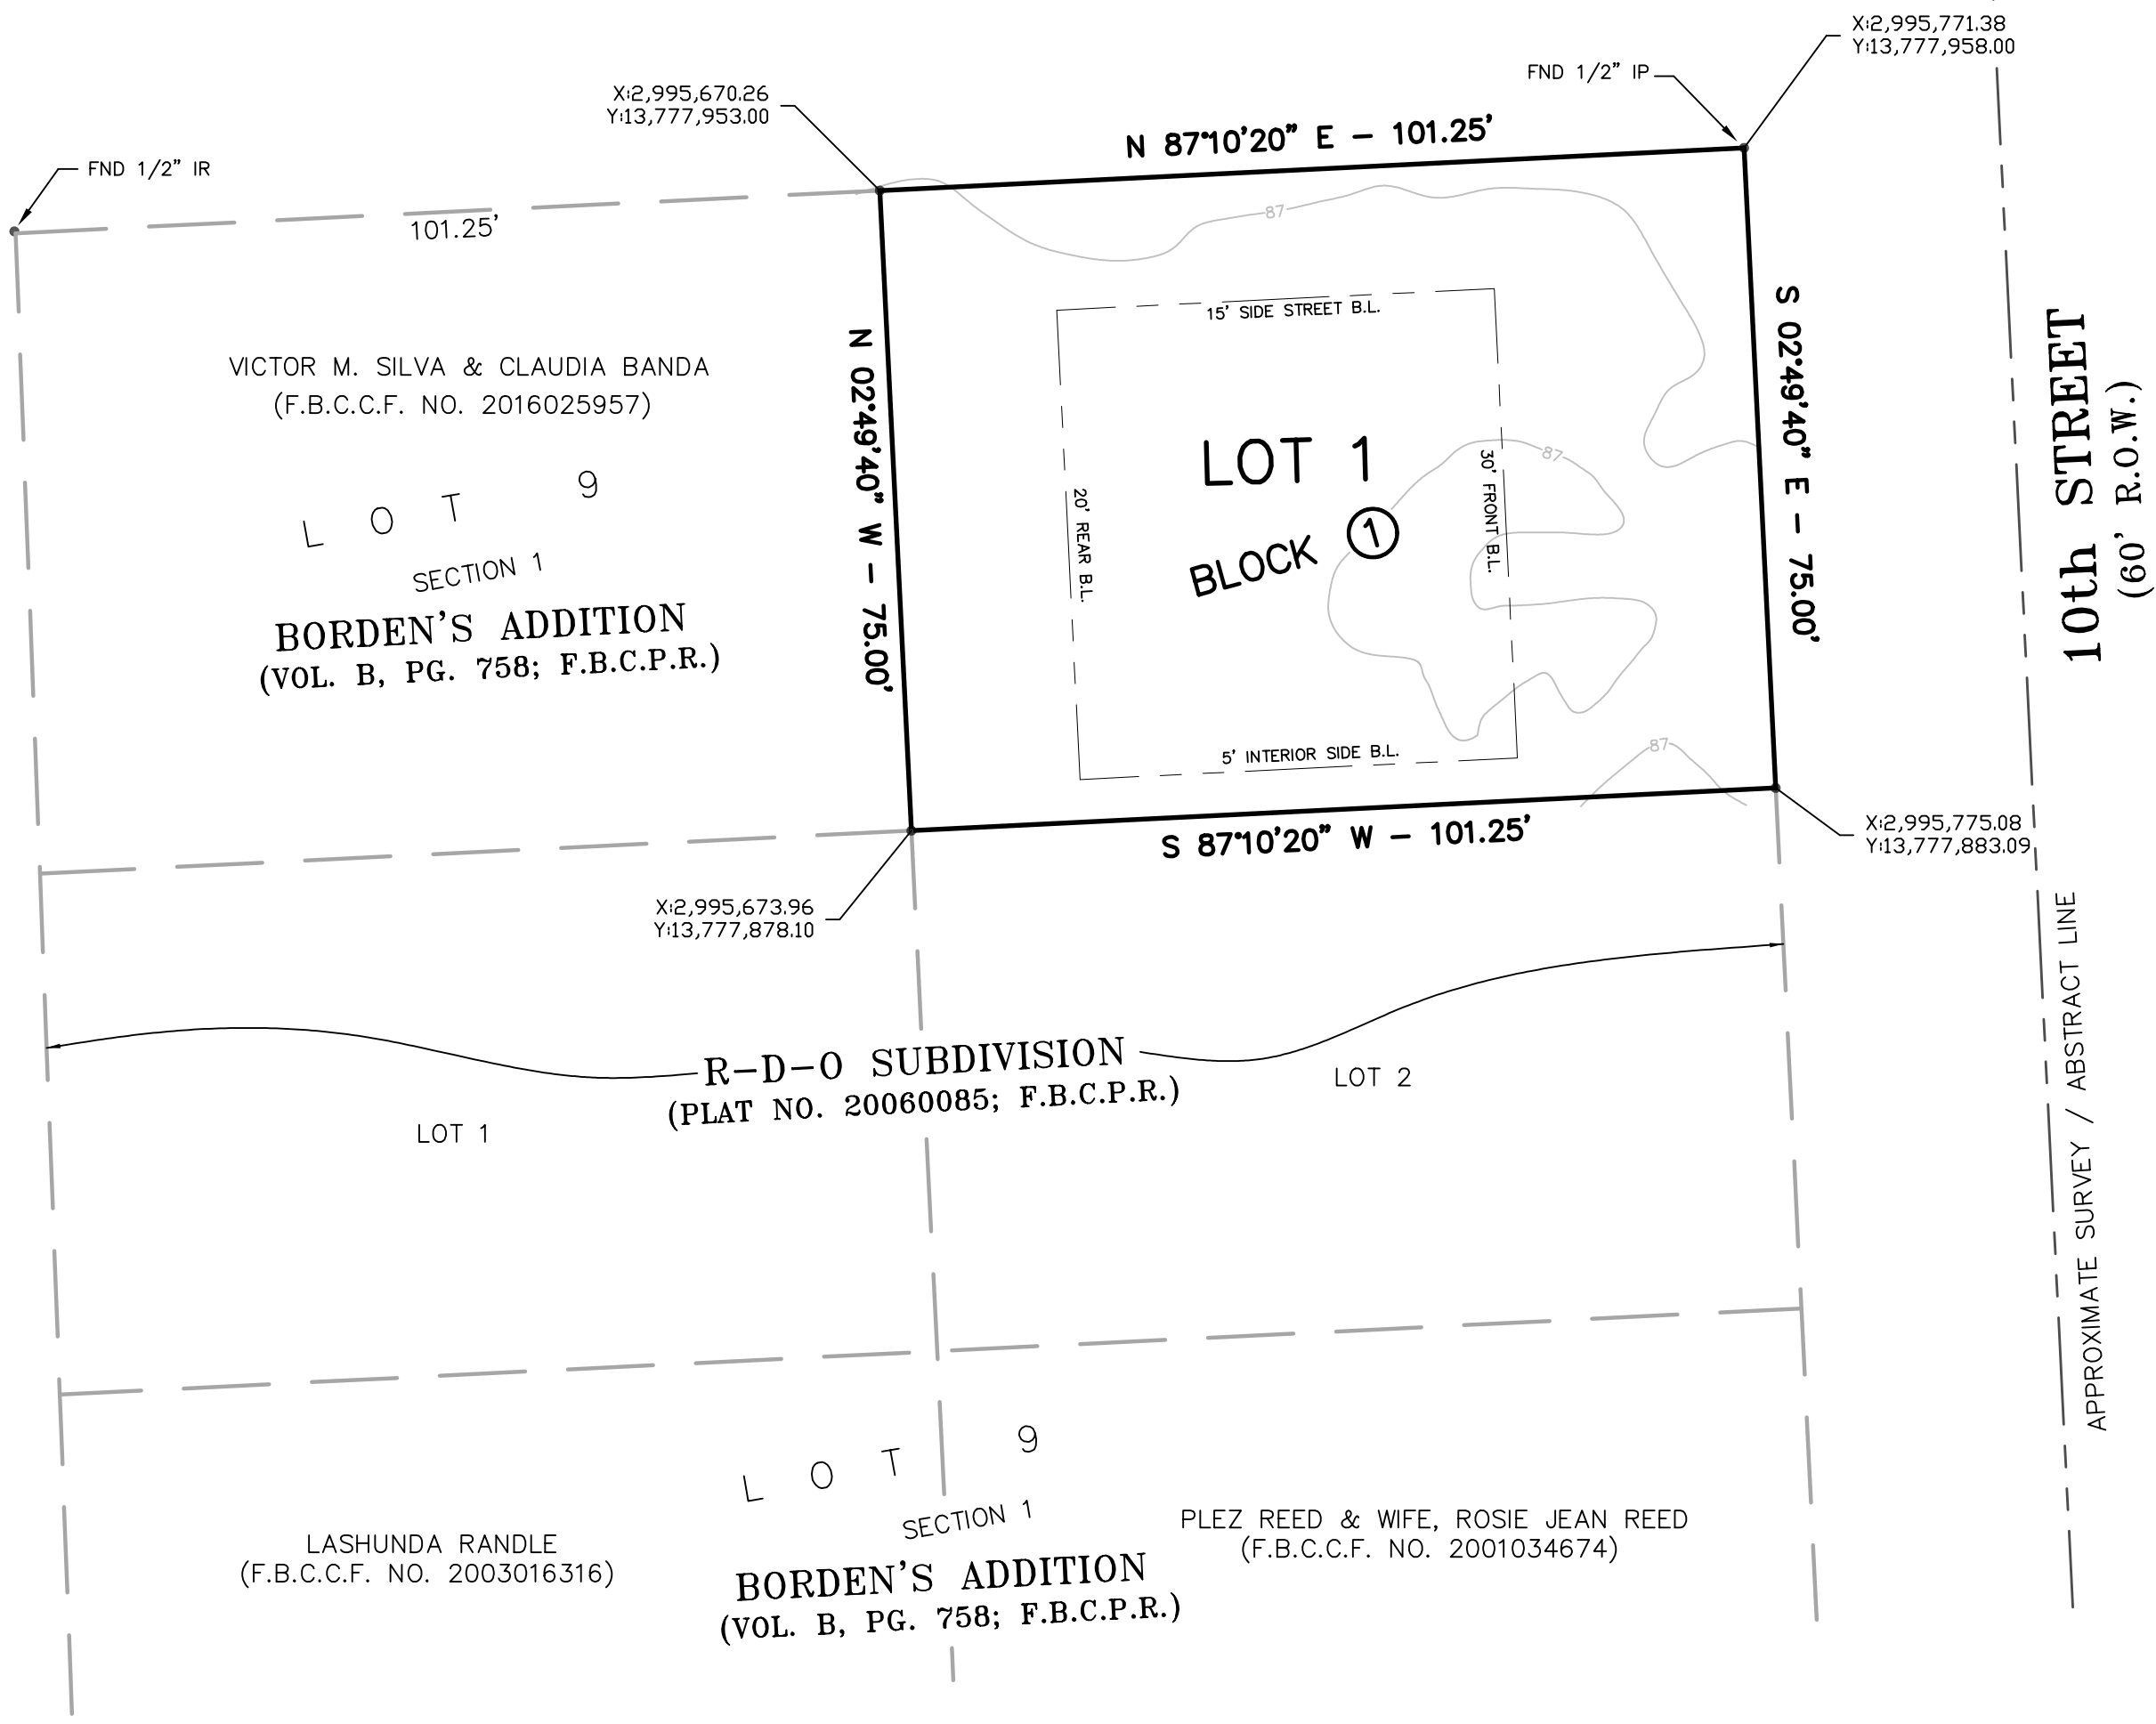 X:2,995,771.38
Y:13,777,958.00
FND 1/2" IP
X:2,995,670.26
Y:13,777,953.00
N 87°10'20" E - 101.25'
FND 1/2" IR
101.25'
87
15' SIDE STREET B.L.
VICTOR M. SILVA & CLAUDIA BANDA
(F.B.C.C.F. NO. 2016025957)
LOT 9
SECTION 1
BORDEN'S ADDITION
(VOL. B, PG. 758; F.B.C.P.R.)
N 02°49'40" W - 75.00'
20' REAR B.L.
LOT 1
BLOCK 1
87
30' FRONT B.L.
S 02°49'40" E - 75.00'
10th STREET
(60' R.O.W.)
5' INTERIOR SIDE B.L.
87
S 87°10'20" W - 101.25'
X:2,995,775.08
Y:13,777,883.09
X:2,995,673.96
Y:13,777,878.10
APPROXIMATE SURVEY / ABSTRACT LINE
R-D-O SUBDIVISION
(PLAT NO. 20060085; F.B.C.P.R.)
LOT 2
LOT 1
LOT 9
SECTION 1
BORDEN'S ADDITION
(VOL. B, PG. 758; F.B.C.P.R.)
LASHUNDA RANDLE
(F.B.C.C.F. NO. 2003016316)
PLEZ REED & WIFE, ROSIE JEAN REED
(F.B.C.C.F. NO. 2001034674)